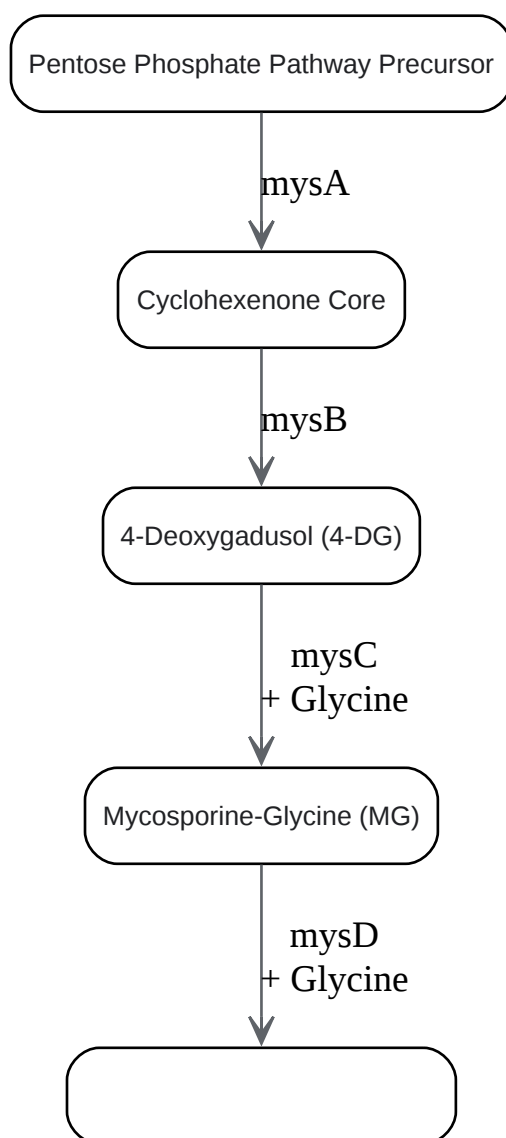 Pentose Phosphate Pathway Precursor
mysA
Cyclohexenone Core
mysB
4-Deoxygadusol (4-DG)
mysC
+ Glycine
Mycosporine-Glycine (MG)
mysD
+ Glycine